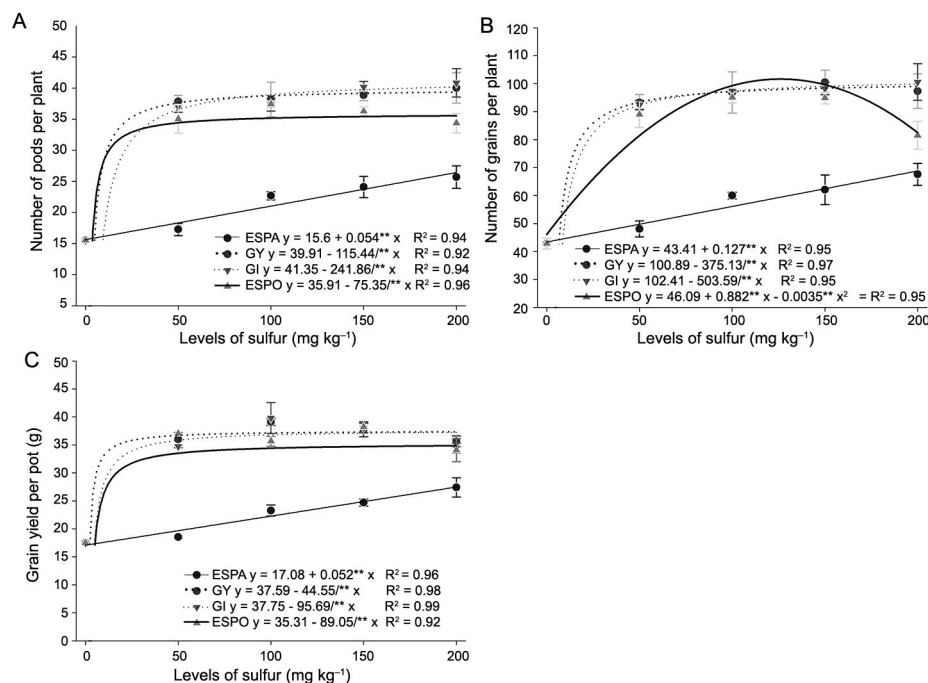 A
Number of pods per plant
50
45
40
35
30
25
20
15
10
5
ESPA y = 15.6 + 0.054** x R² = 0.94
GY y = 39.91 - 115.44/** x R² = 0.92
GI y = 41.35 - 241.86/** x R² = 0.94
ESPO y = 35.91 - 75.35/** x R² = 0.96
0 50 100 150 200
Levels of sulfur (mg kg⁻¹)
B
Number of grains per plant
120
110
100
90
80
70
60
50
40
30
20
ESPA y = 43.41 + 0.127** x R² = 0.95
GY y = 100.89 - 375.13/** x R² = 0.97
GI y = 102.41 - 503.59/** x R² = 0.95
ESPO y = 46.09 + 0.882** x - 0.0035** x² = R² = 0.95
0 50 100 150 200
Levels of sulfur (mg kg⁻¹)
C
Grain yield per pot (g)
50
45
40
35
30
25
20
15
10
5
0
ESPA y = 17.08 + 0.052** x R² = 0.96
GY y = 37.59 - 44.55/** x R² = 0.98
GI y = 37.75 - 95.69/** x R² = 0.99
ESPO y = 35.31 - 89.05/** x R² = 0.92
0 50 100 150 200
Levels of sulfur (mg kg⁻¹)